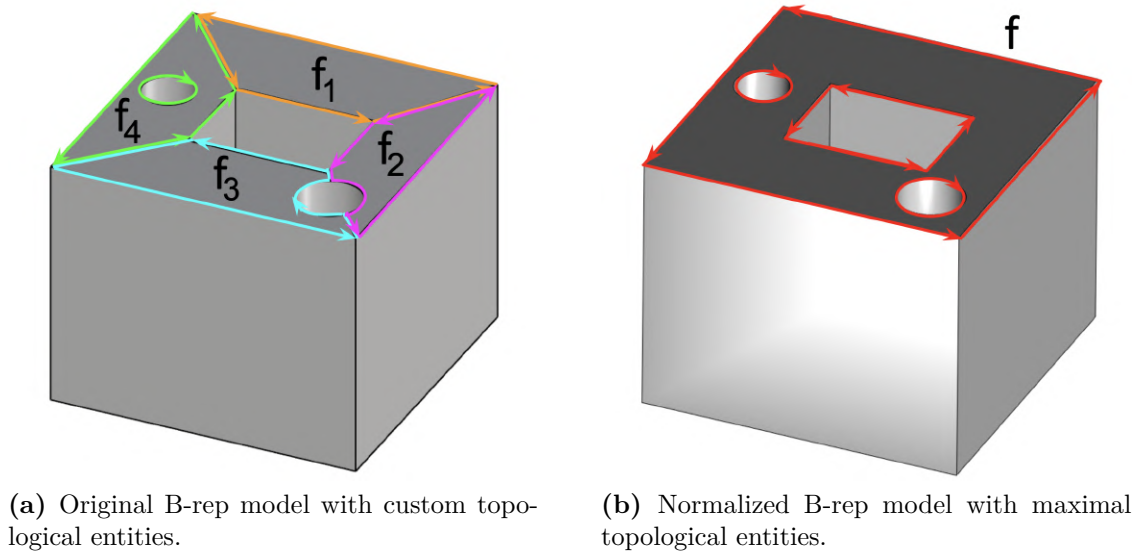 f
f₁
f₂
f₄
f₃
(a) Original B-rep model with custom topo-
logical entities.
(b) Normalized B-rep model with maximal
topological entities.